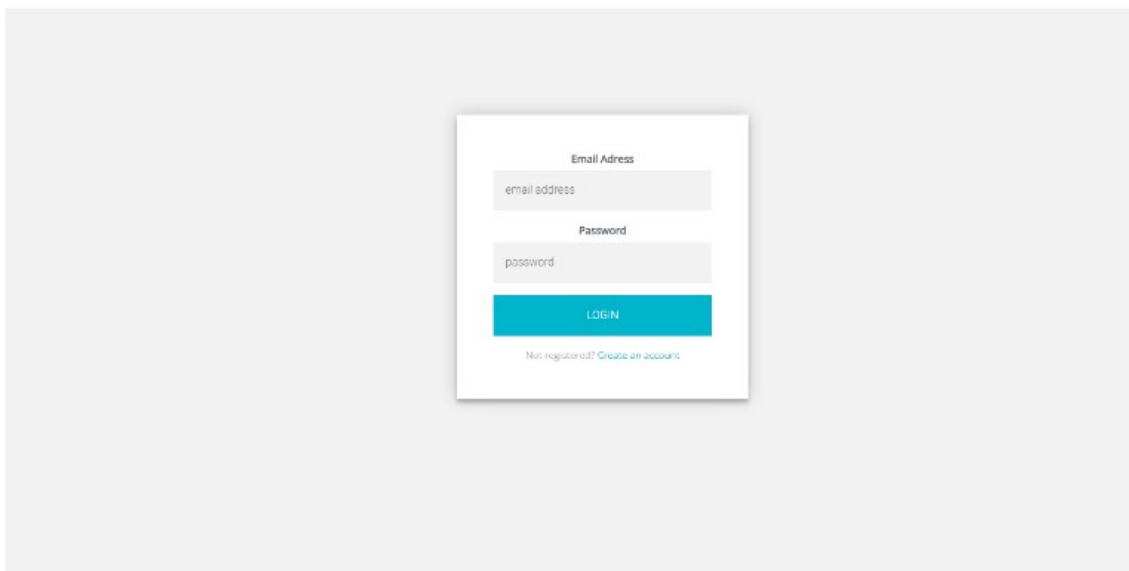 Email Adress
email address
Password
password
LOGIN
Not registered? Create an account